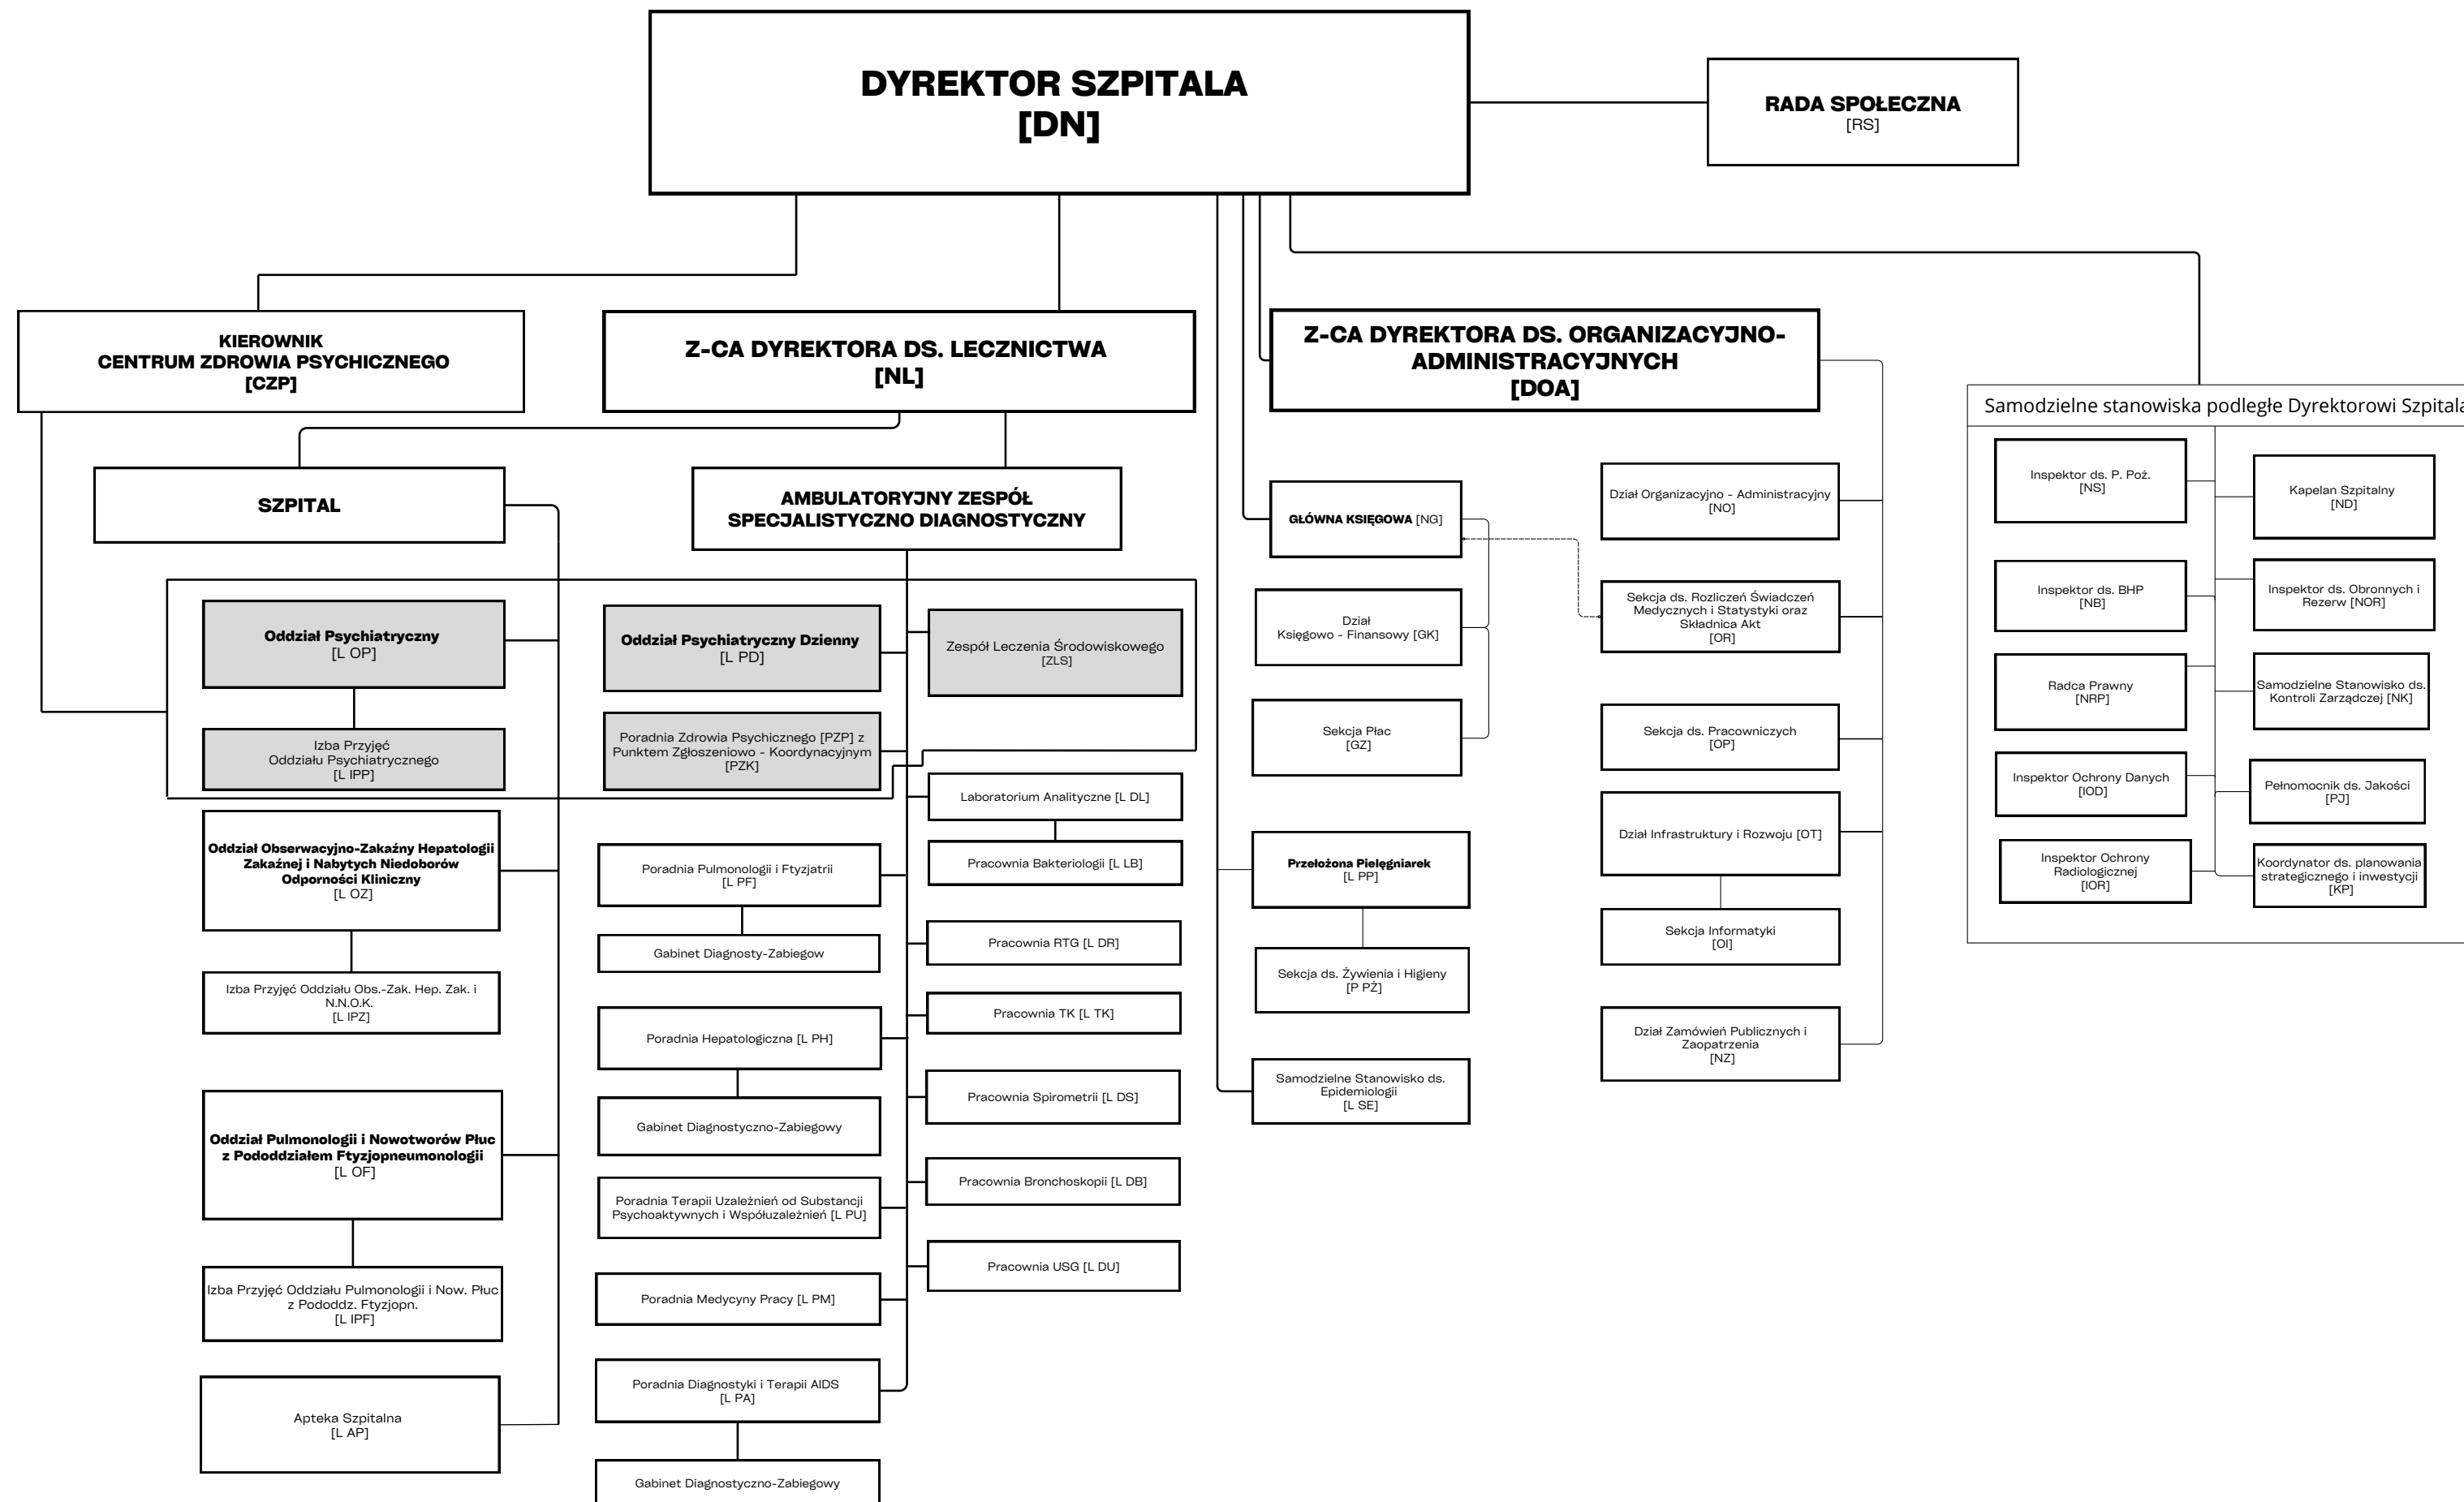 DYREKTOR SZPITALA
[DN]
RADA SPOŁECZNA
[RS]
KIEROWNIK
CENTRUM ZDROWIA PSYCHICZNEGO
[CZP]
Z-CA DYREKTORA DS. LECZNICTWA
[NL]
Z-CA DYREKTORA DS. ORGANIZACYJNO-
ADMINISTRACYJNYCH
[DOA]
SZPITAL
AMBULATORYJNY ZESPÓŁ
SPECJALISTYCZNO DIAGNOSTYCZNY
Oddział Psychiatryczny
[L OP]
Izba Przyjęć
Oddziału Psychiatrycznego
[L IPP]
Oddział Obserwacyjno-Zakaźny Hepatologii
Zakaźnej i Nabytych Niedoborów
Odporności Kliniczny
[L OZ]
Izba Przyjęć Oddziału Obs.-Zak. Hep. Zak. i
N.N.O.K.
[L IPZ]
Oddział Pulmonologii i Nowotworów Płuc
z Pododdziałem Ftyzjopneumonologii
[L OF]
Izba Przyjęć Oddziału Pulmonologii i Now. Płuc
z Pododdz. Ftyzjopn.
[L IPF]
Apteka Szpitalna
[L AP]
Oddział Psychiatryczny Dzienny
[L PD]
Poradnia Zdrowia Psychicznego [PZP] z
Punktem Zgłoszeniowo - Koordynacyjnym
[PZK]
Poradnia Pulmonologii i Ftyzjatrii
[L PF]
Gabinet Diagnosty-Zabiegow
Poradnia Hepatologiczna [L PH]
Gabinet Diagnostyczno-Zabiegowy
Poradnia Terapii Uzależnień od Substancji
Psychoaktywnych i Współuzależnień [L PU]
Poradnia Medycyny Pracy [L PM]
Poradnia Diagnostyki i Terapii AIDS
[L PA]
Gabinet Diagnostyczno-Zabiegowy
Zespół Leczenia Środowiskowego
[ZLS]
Laboratorium Analityczne [L DL]
Pracownia Bakteriologii [L LB]
Pracownia RTG [L DR]
Pracownia TK [L TK]
Pracownia Spirometrii [L DS]
Pracownia Bronchoskopii [L DB]
Pracownia USG [L DU]
GŁÓWNA KSIĘGOWA [NG]
Dział
Księgowo - Finansowy [GK]
Sekcja Płac
[GZ]
Przełożona Pielęgniarek
[L PP]
Sekcja ds. Żywienia i Higieny
[P PŻ]
Samodzielne Stanowisko ds.
Epidemiologii
[L SE]
Dział Organizacyjno - Administracyjny
[NO]
Sekcja ds. Rozliczeń Świadczeń
Medycznych i Statystyki oraz
Składnica Akt
[OR]
Sekcja ds. Pracowniczych
[OP]
Dział Infrastruktury i Rozwoju [OT]
Sekcja Informatyki
[OI]
Dział Zamówień Publicznych i
Zaopatrzenia
[NZ]
Samodzielne stanowiska podległe Dyrektorowi Szpitala
Inspektor ds. P. Poż.
[NS]
Inspektor ds. BHP
[NB]
Radca Prawny
[NRP]
Inspektor Ochrony Danych
[IOD]
Inspektor Ochrony
Radiologicznej
[IOR]
Kapelan Szpitalny
[ND]
Inspektor ds. Obronnych i
Rezerw [NOR]
Samodzielne Stanowisko ds.
Kontroli Zarządczej [NK]
Pełnomocnik ds. Jakości
[PJ]
Koordynator ds. planowania
strategicznego i inwestycji
[KP]